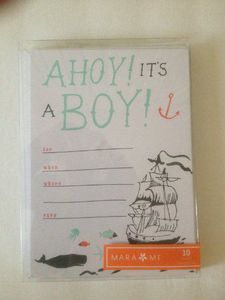 AHOY! IT'S
A BOY!
for
when
where
rsvp
MARA MI
10